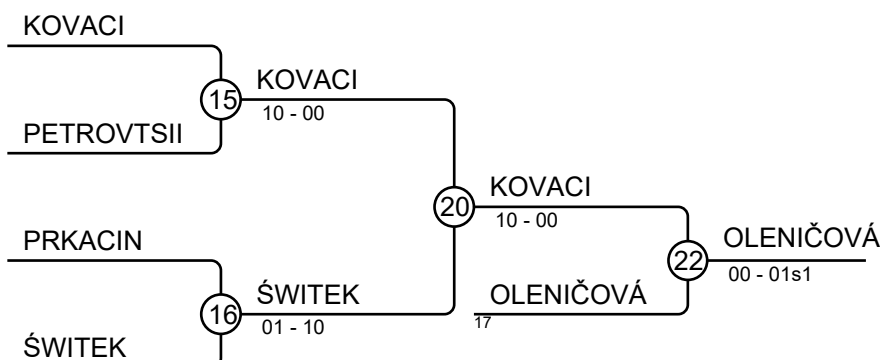 KOVACI
15
KOVACI
10 - 00
PETROVTSII
20
KOVACI
10 - 00
PRKACIN
22
OLENIČOVÁ
00 - 01s1
16
ŚWITEK
01 - 10
OLENIČOVÁ
17
ŚWITEK